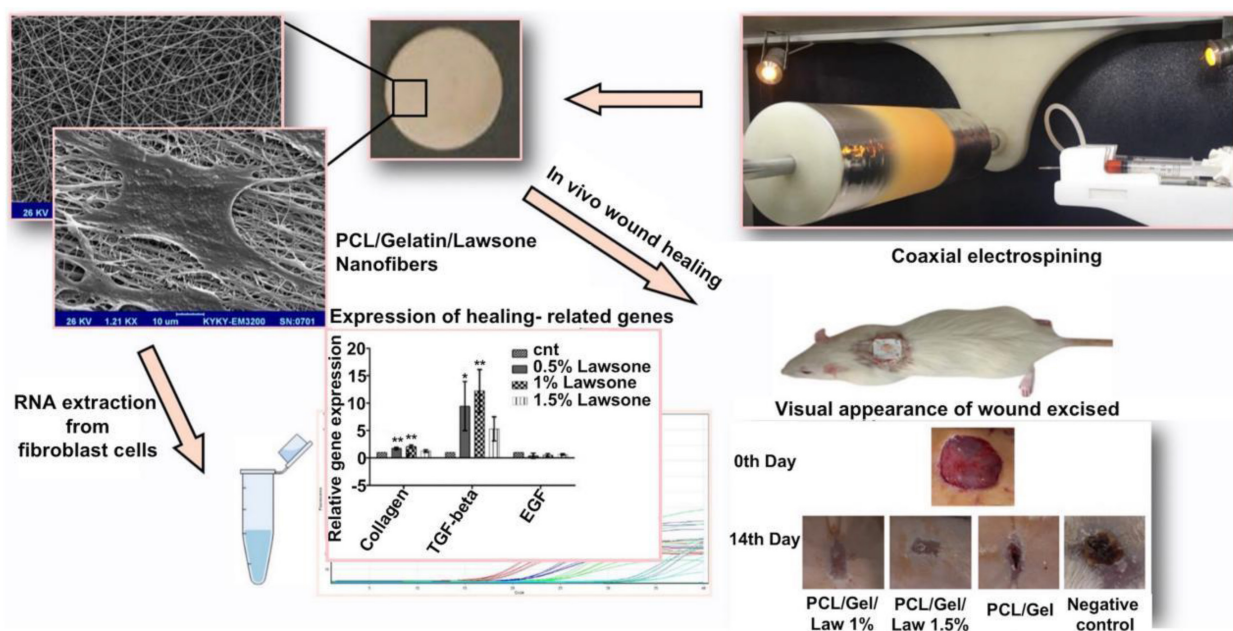 26 KV
26 KV 1.21 KX 10 um KYKY-EM3200 SN:0701
PCL/Gelatin/Lawsone
Nanofibers
In vivo wound healing
Coaxial electrospining
RNA extraction
from
fibroblast cells
Expression of healing- related genes
Relative gene expression
20
15
10
5
0
-5
cnt
0.5% Lawsone
1% Lawsone
1.5% Lawsone
** **
* **
Collagen
TGF-beta
EGF
Visual appearance of wound excised
0th Day
14th Day
PCL/Gel/
Law 1%
PCL/Gel/
Law 1.5%
PCL/Gel
Negative
control